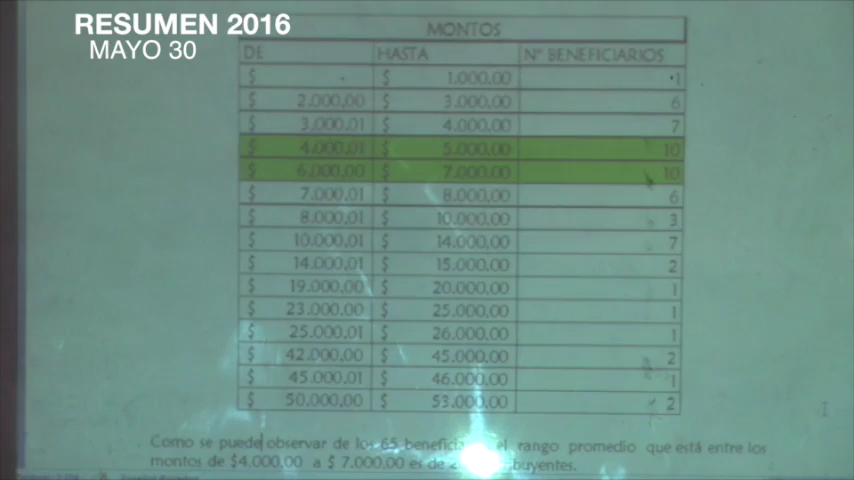 RESUMEN 2016
MAYO 30
MONTOS
DE HASTA N° BENEFICIARIOS
$ - $ 1.000,00 1
$ 2.000,00 $ 3.000,00 6
$ 3.000,01 $ 4.000,00 7
$ 4.000,01 $ 5.000,00 10
$ 6.000,00 $ 7.000,00 10
$ 7.000,01 $ 8.000,00 6
$ 8.000,01 $ 10.000,00 3
$ 10.000,01 $ 14.000,00 7
$ 14.000,01 $ 15.000,00 2
$ 19.000,00 $ 20.000,00 1
$ 23.000,00 $ 25.000,00 1
$ 25.000,01 $ 26.000,00 1
$ 42.000,00 $ 45.000,00 2
$ 45.000,01 $ 46.000,00 1
$ 50.000,00 $ 53.000,00 2
Como se puede observar de los 65 el rango promedio que está entre los
montos de $4.000,00 a $ 7.000,00 es de